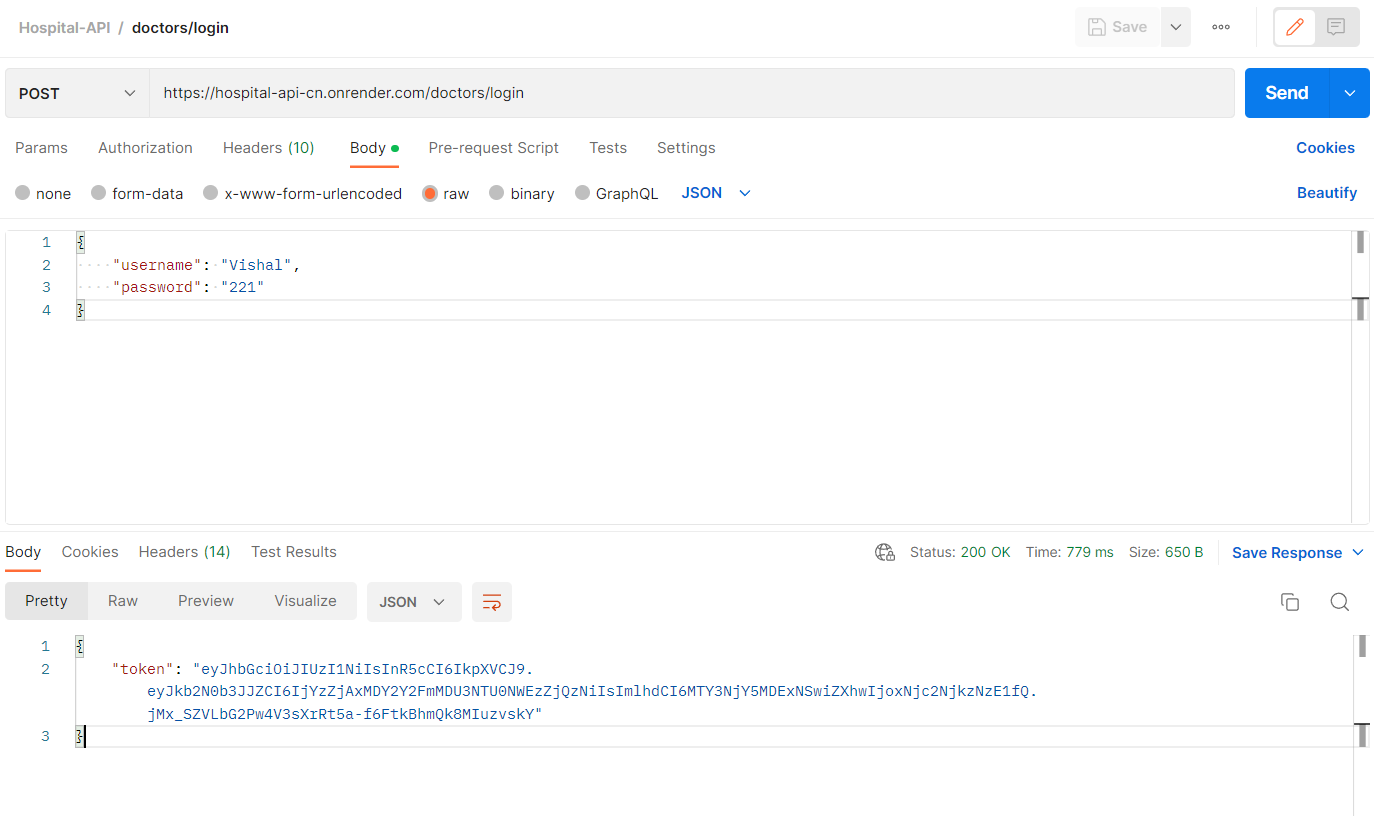 Hospital-API / doctors/login
Save
POST
https://hospital-api-cn.onrender.com/doctors/login
Send
Params Authorization Headers (10) Body Pre-request Script Tests Settings Cookies
none form-data x-www-form-urlencoded raw binary GraphQL JSON Beautify
1 {
2 "username": "Vishal",
3 "password": "221"
4 }
Body Cookies Headers (14) Test Results Status: 200 OK Time: 779 ms Size: 650 B Save Response
Pretty Raw Preview Visualize JSON
1 {
2 "token": "eyJhbGciOiJIUzI1NiIsInR5cCI6IkpXVCJ9.
eyJkb2N0b3JJZCI6IjYzZjAxMDY2Y2FmMDU3NTU0NWEzZjQzNiIsImlhdCI6MTY3NjY5MDExNSwiZXhwIjoxNjc2NjkzNzE1fQ.
jMx_SZVLbG2Pw4V3sXrRt5a-f6FtkBhmQk8MIuzvskY"
3 }